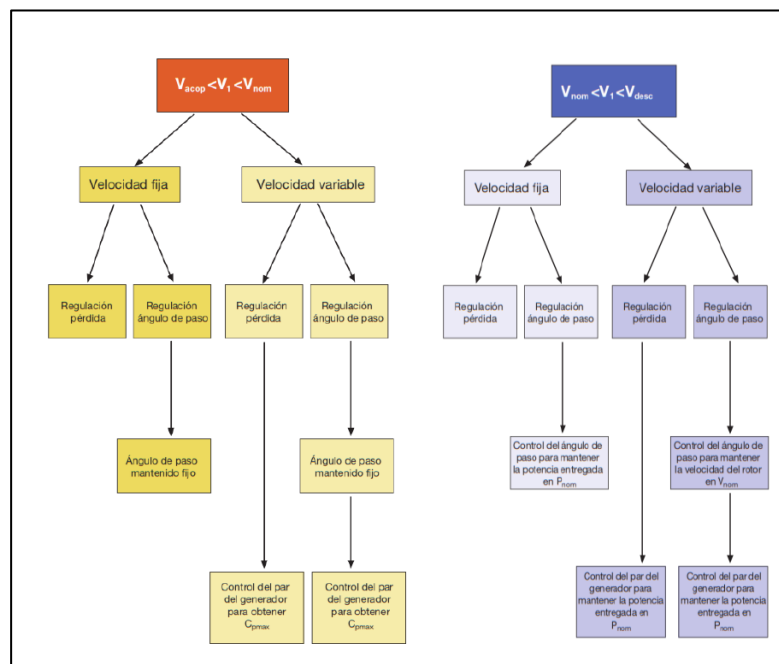 Vacop <V1 <Vnom
Velocidad fija
Velocidad variable
Regulación
pérdida
Regulación
ángulo de paso
Regulación
pérdida
Regulación
ángulo de paso
Ángulo de paso
mantenido fijo
Ángulo de paso
mantenido fijo
Control del par
del generador
para obtener
Cpmax
Control del par
del generador
para obtener
Cpmax
Vnom <V1 <Vdesc
Velocidad fija
Velocidad variable
Regulación
pérdida
Regulación
ángulo de paso
Regulación
pérdida
Regulación
ángulo de paso
Control del ángulo de
paso para mantener
la potencia entregada
en Pnom
Control del ángulo de
paso para mantener
la velocidad del rotor
en Vnom
Control del par del
generador para
mantener la potencia
entregada en
Pnom
Control del par del
generador para
mantener la potencia
entregada en
Pnom